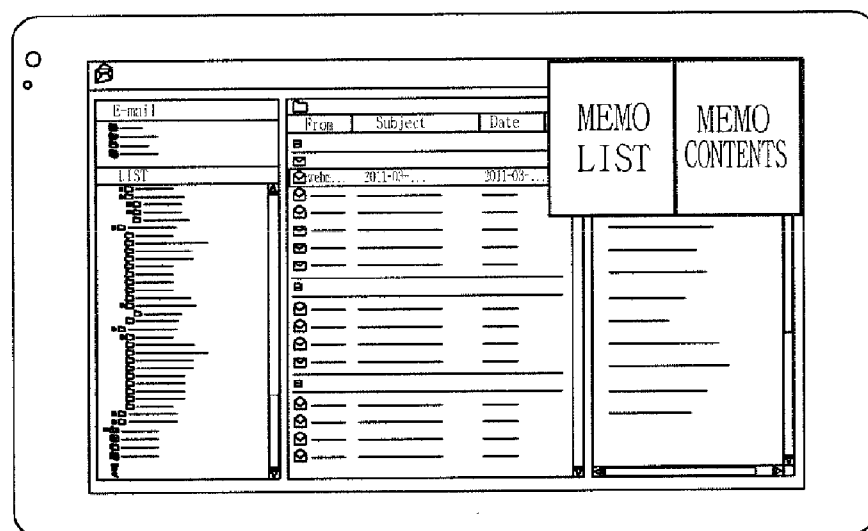 E-mail
LIST
From Subject Date
2011-03-... 2011-03-...
MEMO
LIST
MEMO
CONTENTS